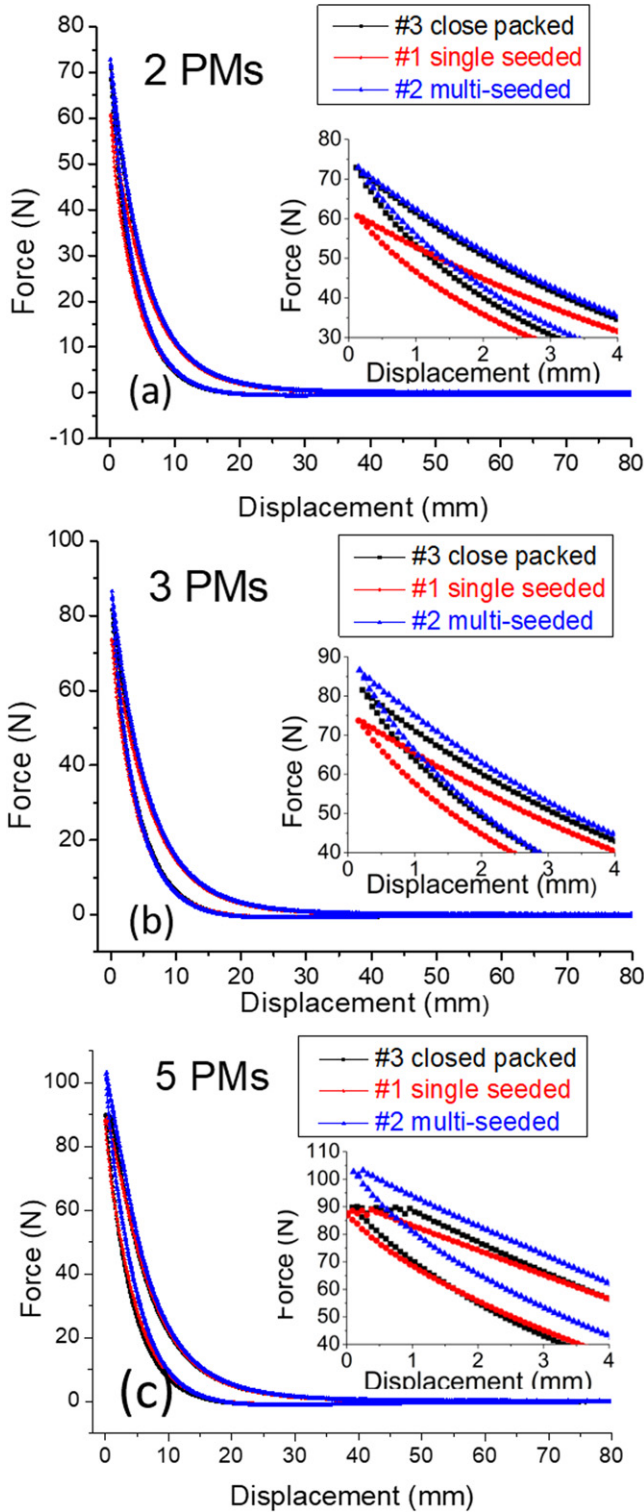 2 PMs
#3 close packed
#1 single seeded
#2 multi-seeded
Force (N)
80
70
60
50
40
30
20
10
0
-10
0 10 20 30 40 50 60 70 80
Displacement (mm)
(a)
Force (N)
80
70
60
50
40
30
0 1 2 3 4
Displacement (mm)
3 PMs
#3 close packed
#1 single seeded
#2 multi-seeded
Force (N)
100
80
60
40
20
0
0 10 20 30 40 50 60 70 80
Displacement (mm)
(b)
Force (N)
90
80
70
60
50
40
0 1 2 3 4
Displacement (mm)
5 PMs
#3 closed packed
#1 single seeded
#2 multi-seeded
Force (N)
100
80
60
40
20
0
0 10 20 30 40 50 60 70 80
Displacement (mm)
(c)
Force (N)
110
100
90
80
70
60
50
40
0 1 2 3 4
Displacement (mm)